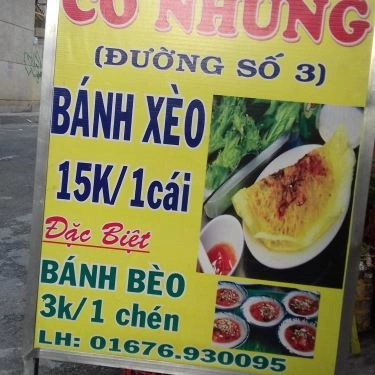 CÔ NHUNG
(ĐƯỜNG SỐ 3)
BÁNH XÈO
15K/1cái
Đặc Biệt
BÁNH BÈO
3k/1 chén
LH: 01676.930095